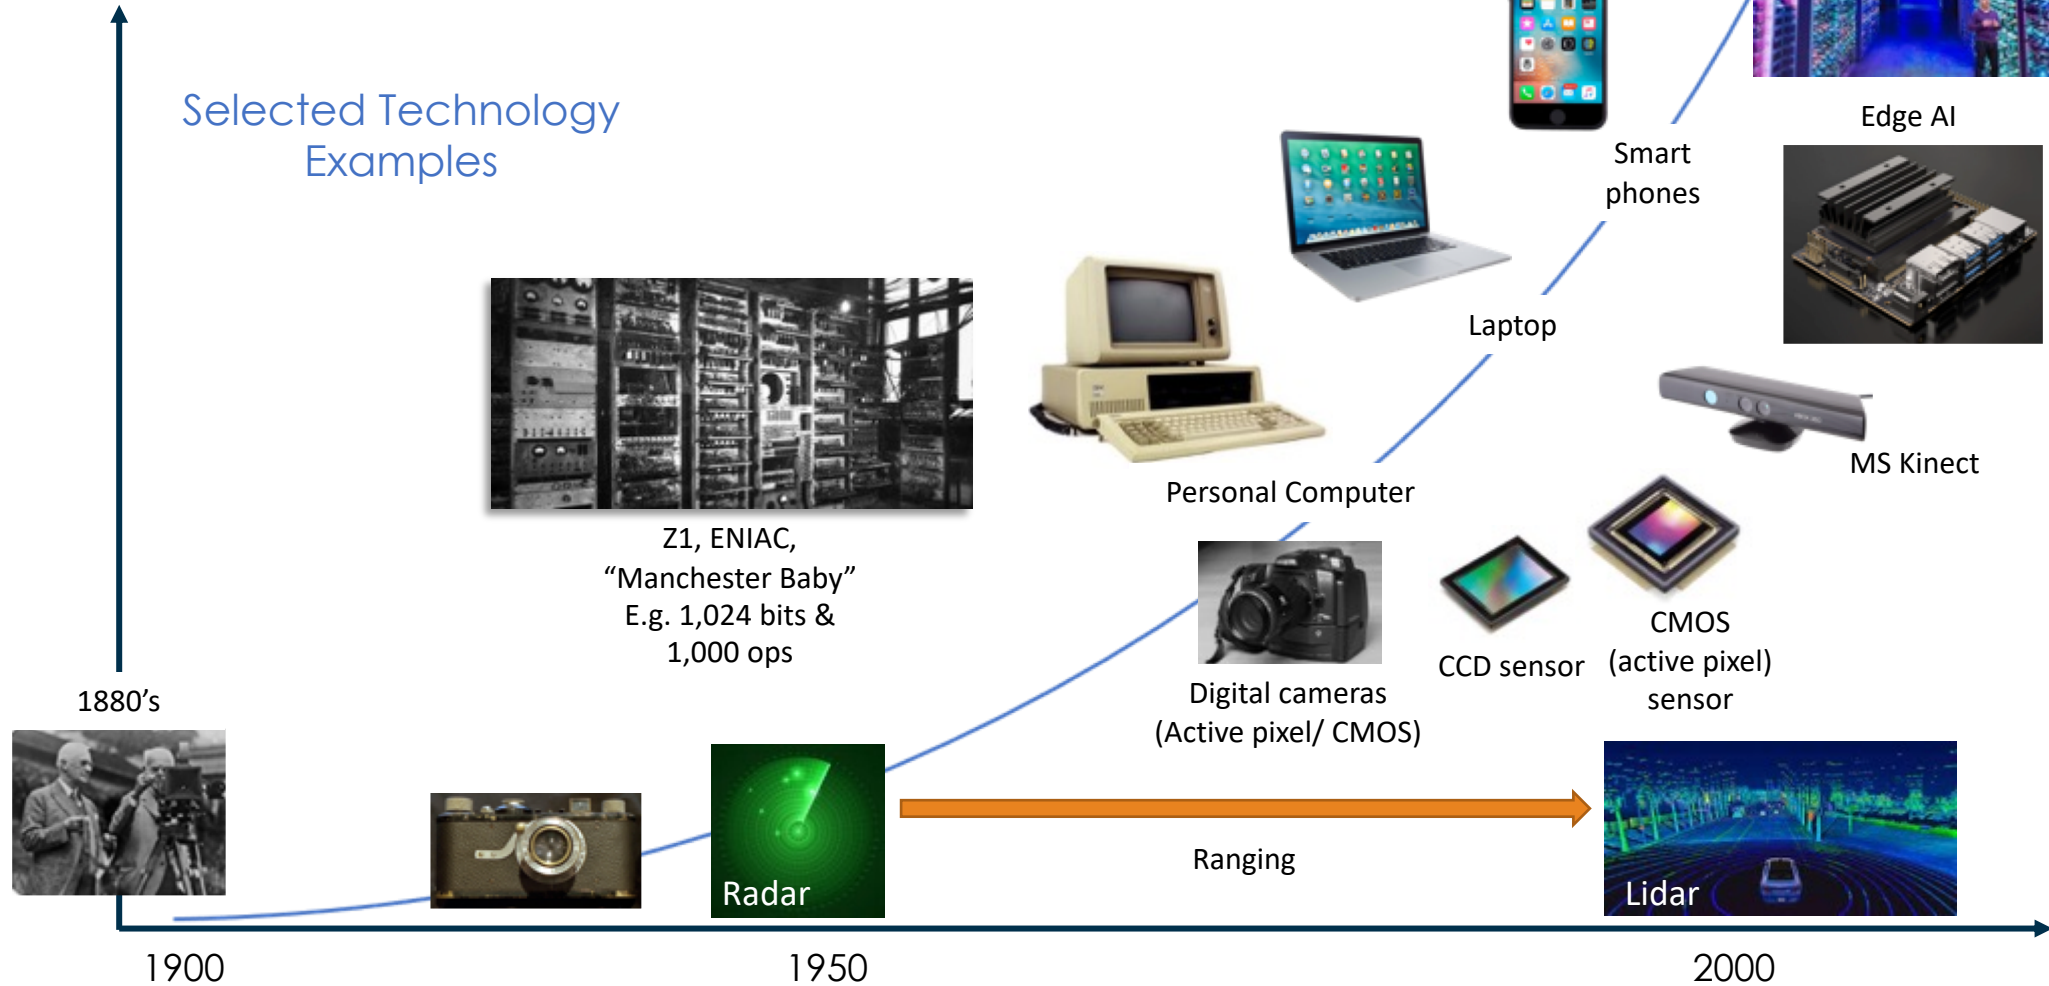 Selected Technology
Examples
Edge AI
Smart
phones
Laptop
MS Kinect
Personal Computer
Z1, ENIAC,
“Manchester Baby”
E.g. 1,024 bits &
1,000 ops
CCD sensor
CMOS
(active pixel)
sensor
Digital cameras
(Active pixel/ CMOS)
1880’s
Ranging
Radar
Lidar
1900
1950
2000